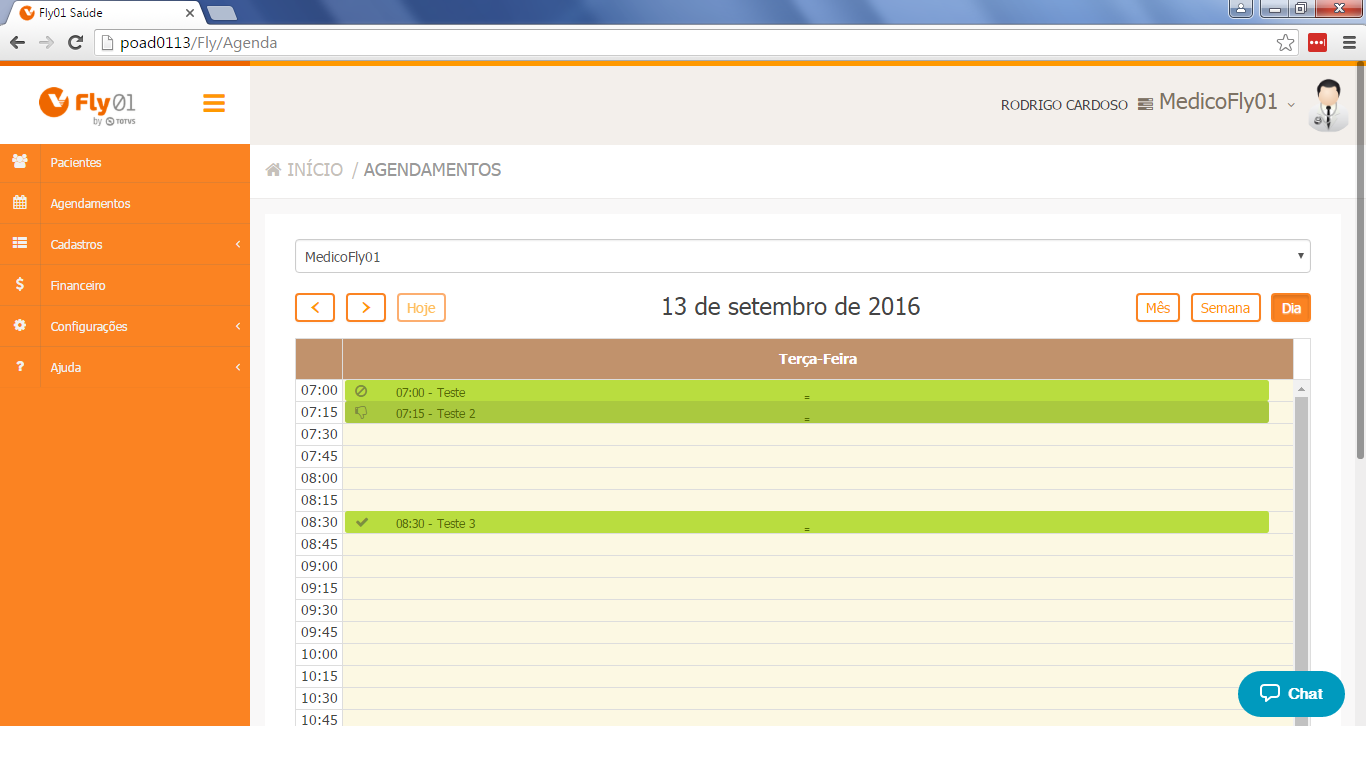 Fly01 Saúde
poad0113/Fly/Agenda
Fly01
by TOTVS
RODRIGO CARDOSO MedicoFly01
Pacientes
Agendamentos
Cadastros
Financeiro
Configurações
Ajuda
INÍCIO / AGENDAMENTOS
MedicoFly01
Hoje
13 de setembro de 2016
Mês Semana Dia
Terça-Feira
07:00 07:00 - Teste
07:15 07:15 - Teste 2
07:30
07:45
08:00
08:15
08:30 08:30 - Teste 3
08:45
09:00
09:15
09:30
09:45
10:00
10:15
10:30
10:45
Chat